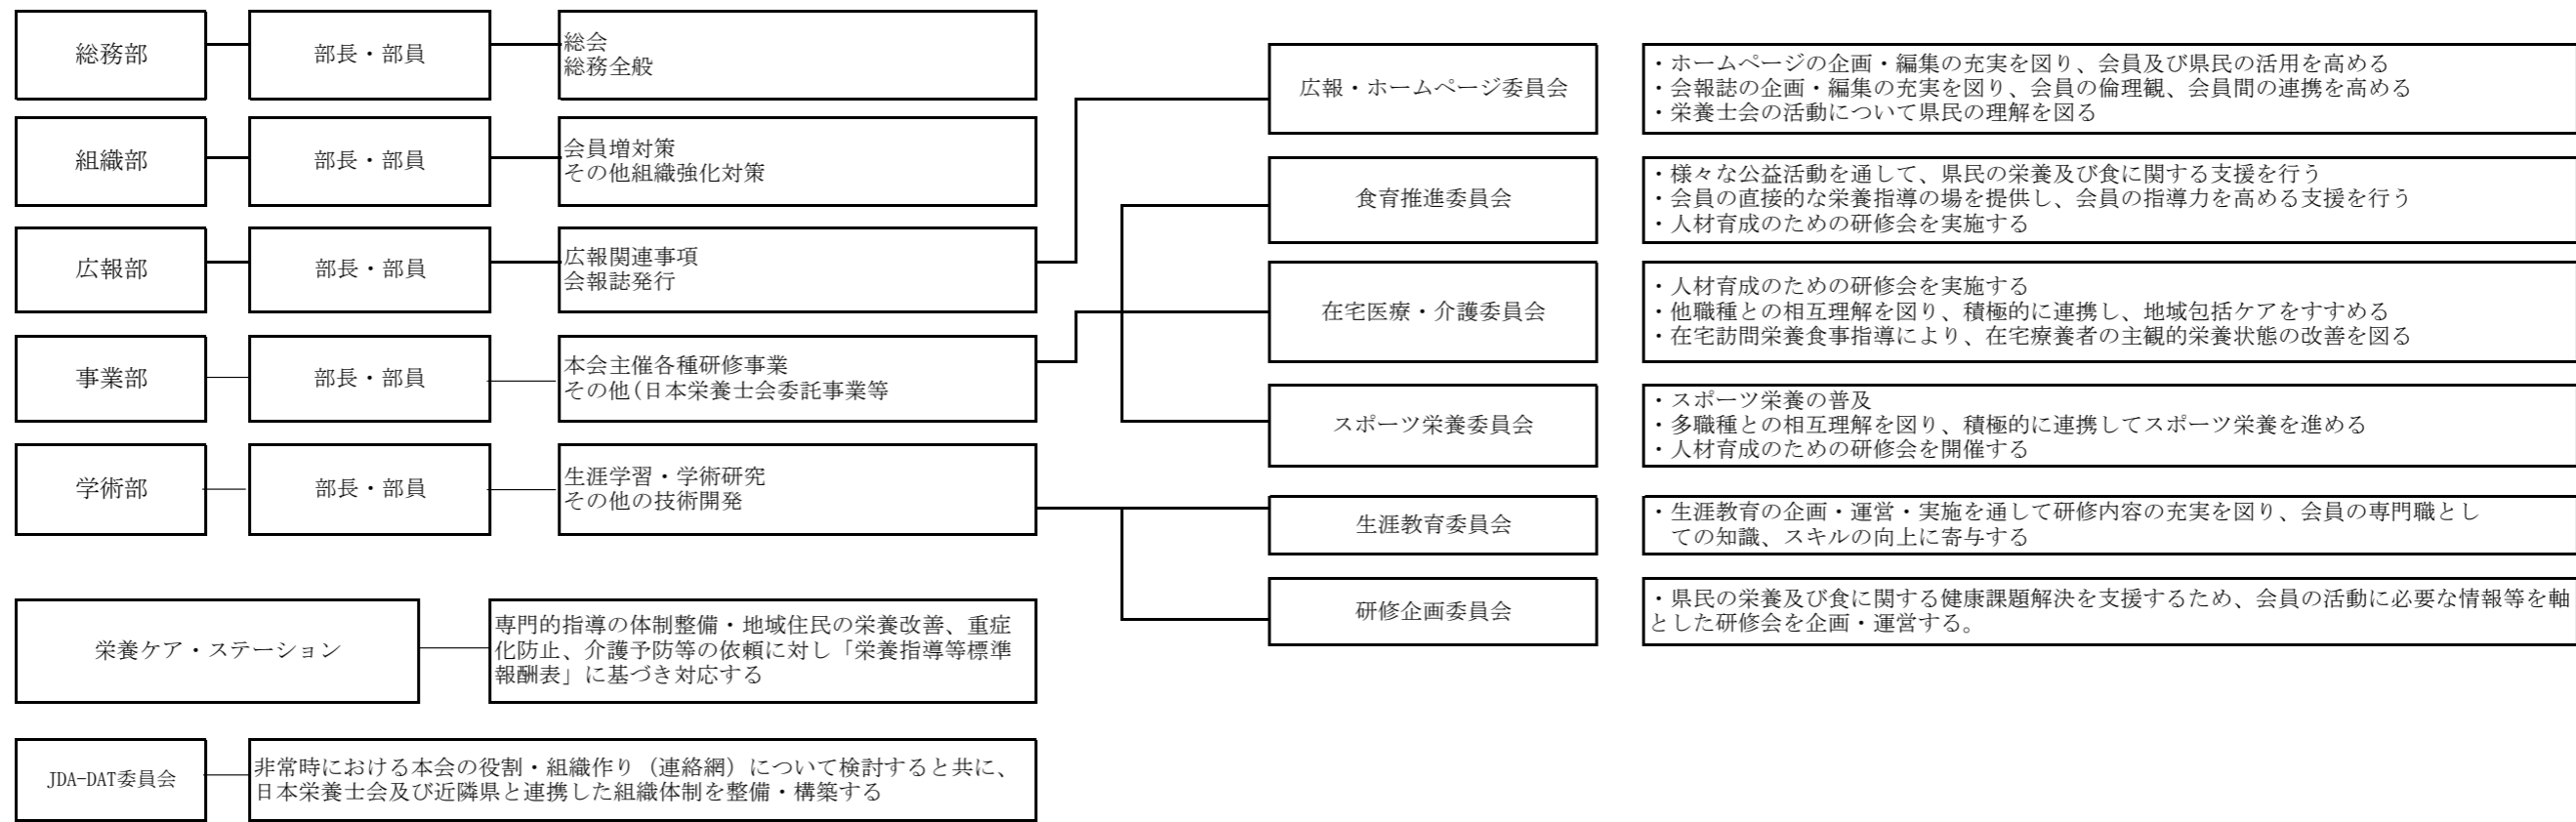 総務部
部長・部員
総会
総務全般
組織部
部長・部員
会員増対策
その他組織強化対策
広報部
部長・部員
広報関連事項
会報誌発行
事業部
部長・部員
本会主催各種研修事業
その他(日本栄養士会委託事業等
学術部
部長・部員
生涯学習・学術研究
その他の技術開発
栄養ケア・ステーション
専門的指導の体制整備・地域住民の栄養改善、重症
化防止、介護予防等の依頼に対し「栄養指導等標準
報酬表」に基づき対応する
JDA-DAT委員会
非常時における本会の役割・組織作り（連絡網）について検討すると共に、
日本栄養士会及び近隣県と連携した組織体制を整備・構築する
広報・ホームページ委員会
・ホームページの企画・編集の充実を図り、会員及び県民の活用を高める
・会報誌の企画・編集の充実を図り、会員の倫理観、会員間の連携を高める
・栄養士会の活動について県民の理解を図る
食育推進委員会
・様々な公益活動を通して、県民の栄養及び食に関する支援を行う
・会員の直接的な栄養指導の場を提供し、会員の指導力を高める支援を行う
・人材育成のための研修会を実施する
在宅医療・介護委員会
・人材育成のための研修会を実施する
・他職種との相互理解を図り、積極的に連携し、地域包括ケアをすすめる
・在宅訪問栄養食事指導により、在宅療養者の主観的栄養状態の改善を図る
スポーツ栄養委員会
・スポーツ栄養の普及
・多職種との相互理解を図り、積極的に連携してスポーツ栄養を進める
・人材育成のための研修会を開催する
生涯教育委員会
・生涯教育の企画・運営・実施を通して研修内容の充実を図り、会員の専門職とし
ての知識、スキルの向上に寄与する
研修企画委員会
・県民の栄養及び食に関する健康課題解決を支援するため、会員の活動に必要な情報等を軸
とした研修会を企画・運営する。